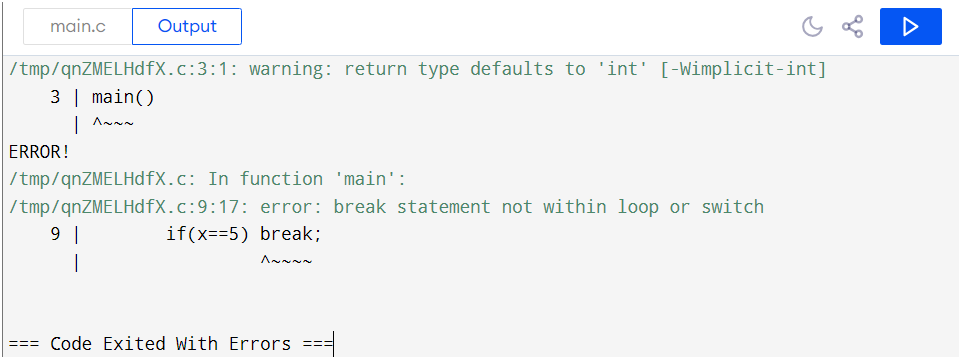 main.c Output
/tmp/qnZMELHdfX.c:3:1: warning: return type defaults to 'int' [-Wimplicit-int]
    3 | main()
      | ^~~~
ERROR!
/tmp/qnZMELHdfX.c: In function 'main':
/tmp/qnZMELHdfX.c:9:17: error: break statement not within loop or switch
    9 |        if(x==5) break;
      |                 ^~~~~
=== Code Exited With Errors ===